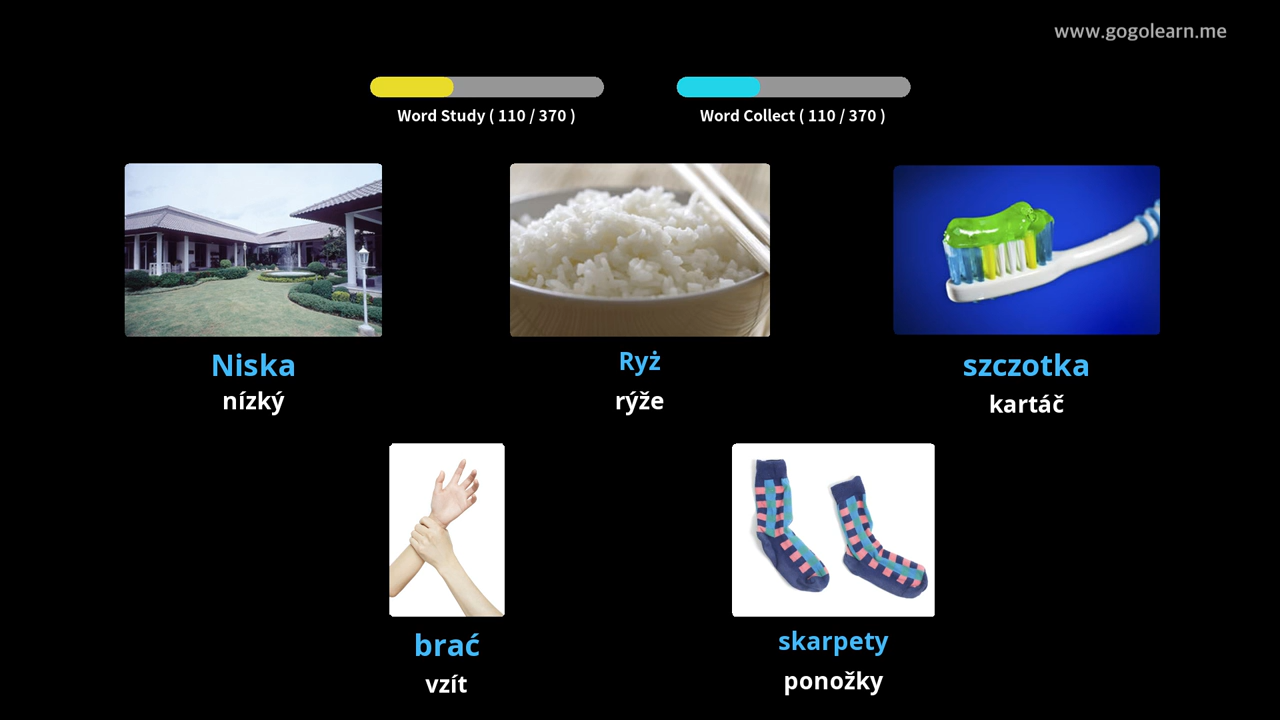 www.gogolearn.me
Word Study ( 110 / 370 )
Word Collect ( 110 / 370 )
Niska
nízký
Ryż
rýže
szczotka
kartáč
brać
vzít
skarpety
ponožky